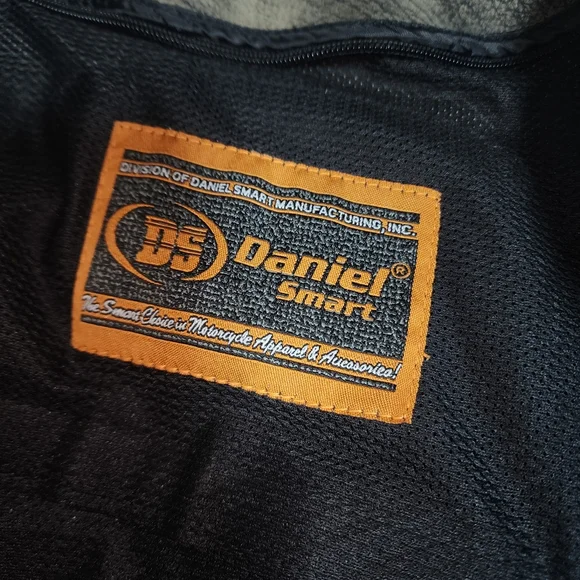 DIVISION OF DANIEL SMART MANUFACTURING, INC.
DS Daniel®
Smart
The Smart Choice in Motorcycle Apparel & Accessories!